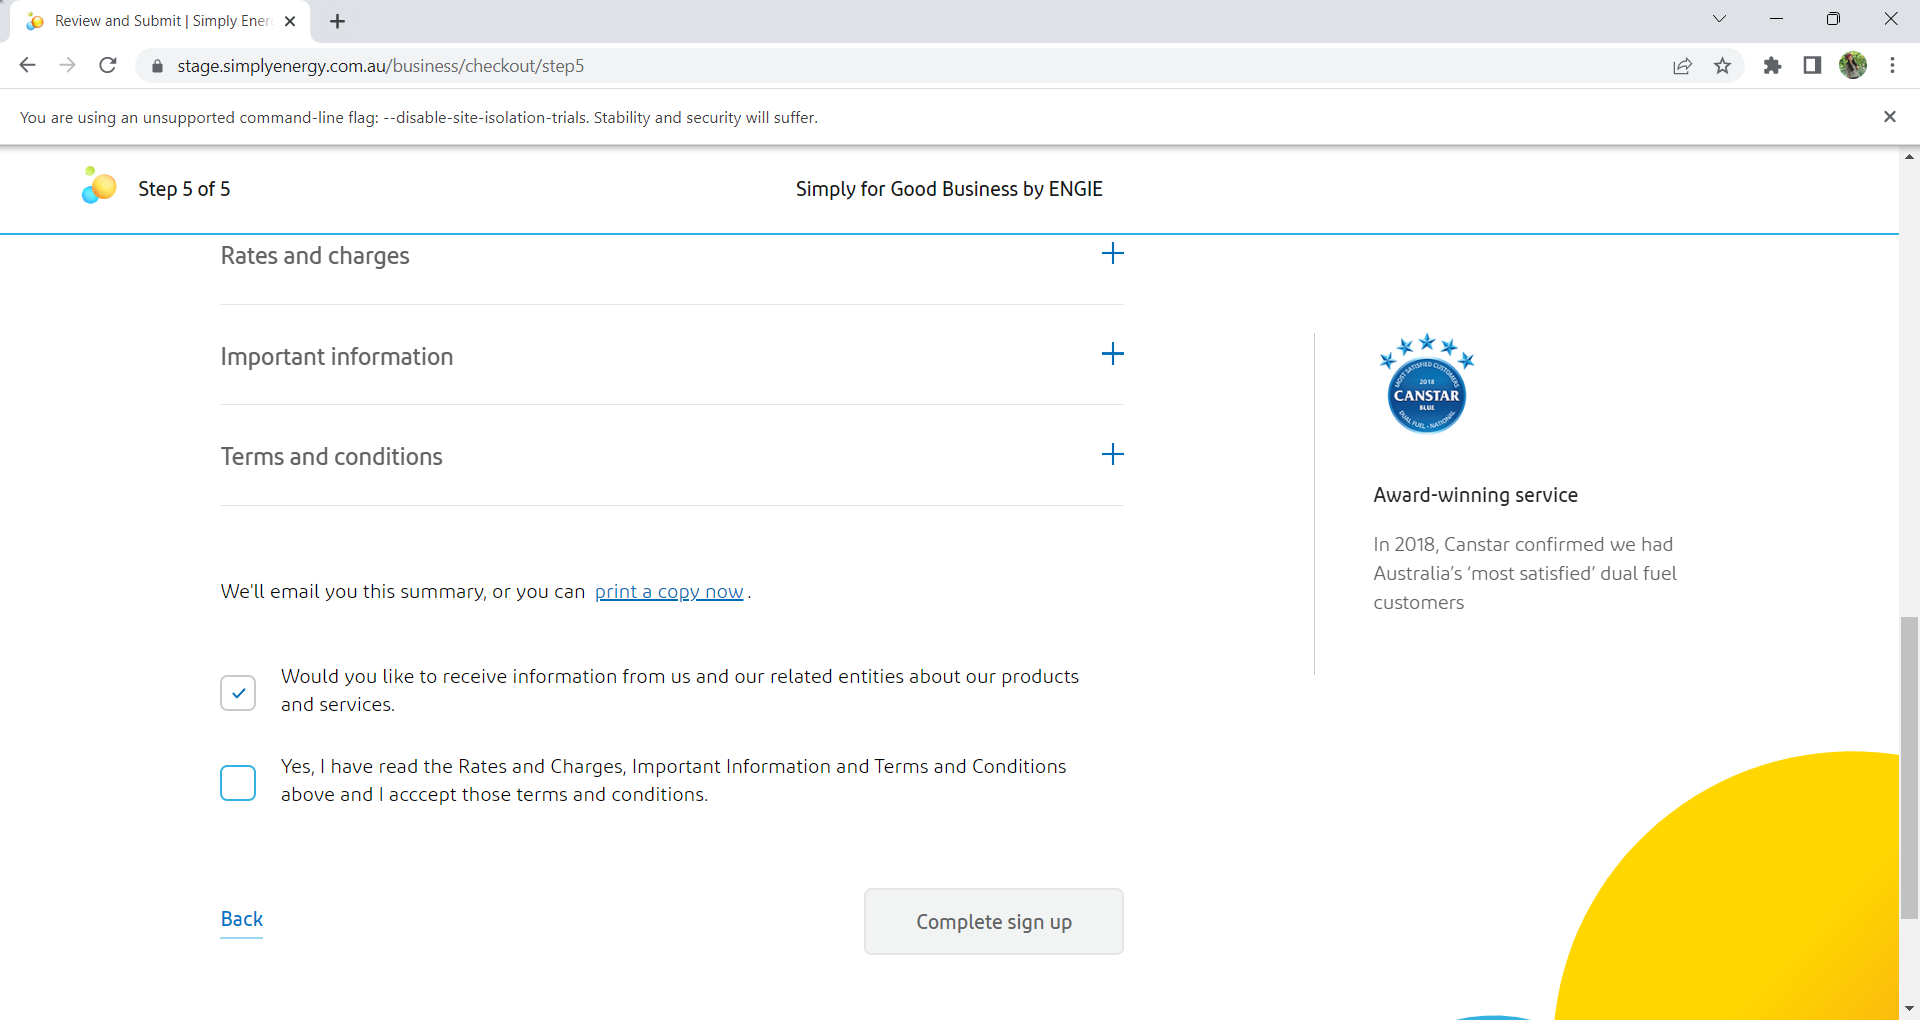 Review and Submit | Simply Ener
stage.simplyenergy.com.au/business/checkout/step5
You are using an unsupported command-line flag: --disable-site-isolation-trials. Stability and security will suffer.
Step 5 of 5
Simply for Good Business by ENGIE
Rates and charges
Important information
Terms and conditions
We'll email you this summary, or you can print a copy now.
Would you like to receive information from us and our related entities about our products
and services.
Yes, I have read the Rates and Charges, Important Information and Terms and Conditions
above and I acccept those terms and conditions.
Back
Complete sign up
MOST SATISFIED CUSTOMERS
2018
CANSTAR
BLUE
DUAL FUEL - NATIONAL
Award-winning service
In 2018, Canstar confirmed we had
Australia's ‘most satisfied’ dual fuel
customers